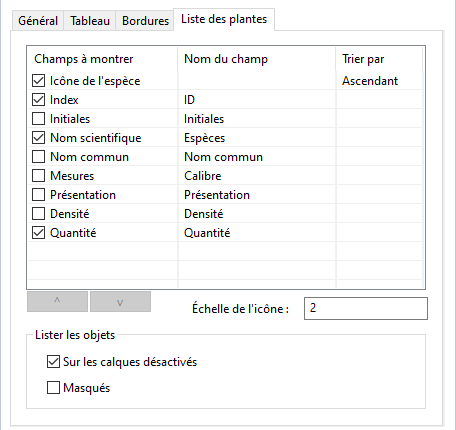 Général Tableau Bordures Liste des plantes
Champs à montrer Nom du champ Trier par
Icône de l'espèce Ascendant
Index ID
Initiales Initiales
Nom scientifique Espèces
Nom commun Nom commun
Mesures Calibre
Présentation Présentation
Densité Densité
Quantité Quantité
^ v
Échelle de l'icône : 2
Lister les objets
Sur les calques désactivés
Masqués